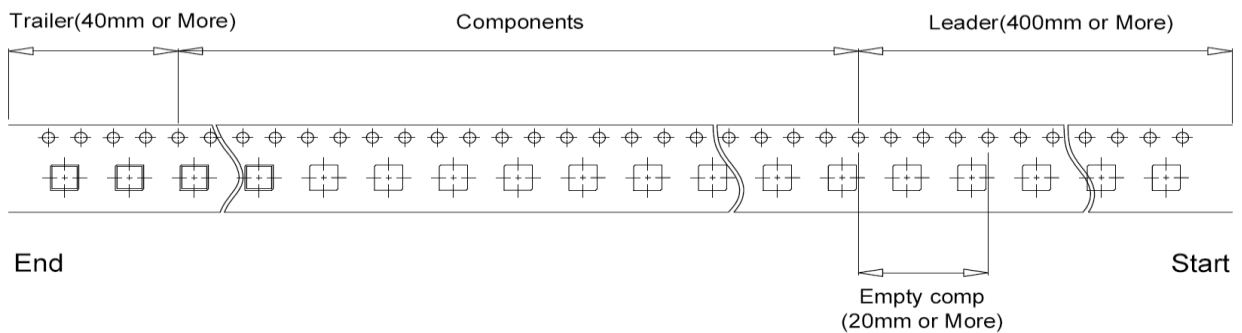 Trailer(40mm or More)
Components
Leader(400mm or More)
End
Start
Empty comp
(20mm or More)